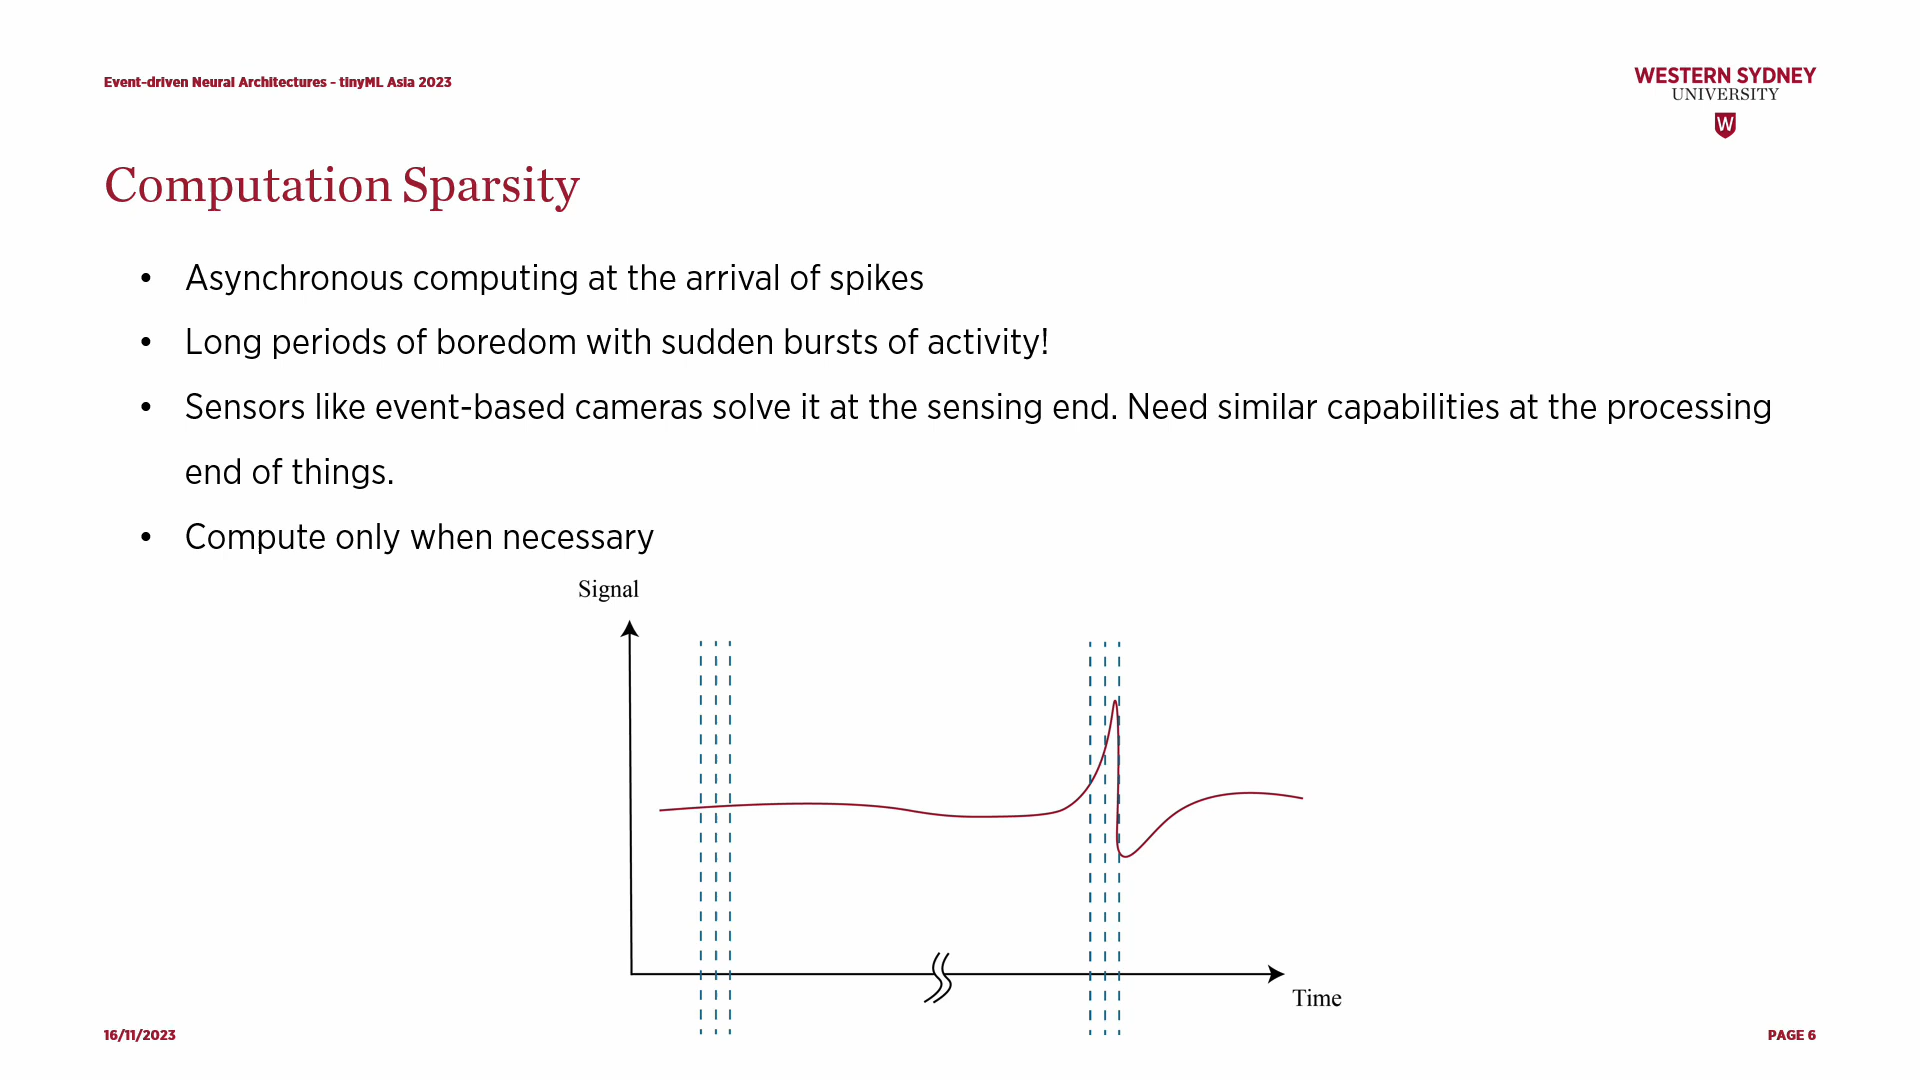 Event-driven Neural Architectures - tinyML Asia 2023
WESTERN SYDNEY
UNIVERSITY
W
Computation Sparsity
• Asynchronous computing at the arrival of spikes
• Long periods of boredom with sudden bursts of activity!
• Sensors like event-based cameras solve it at the sensing end. Need similar capabilities at the processing
end of things.
• Compute only when necessary
Signal
Time
16/11/2023
PAGE 6